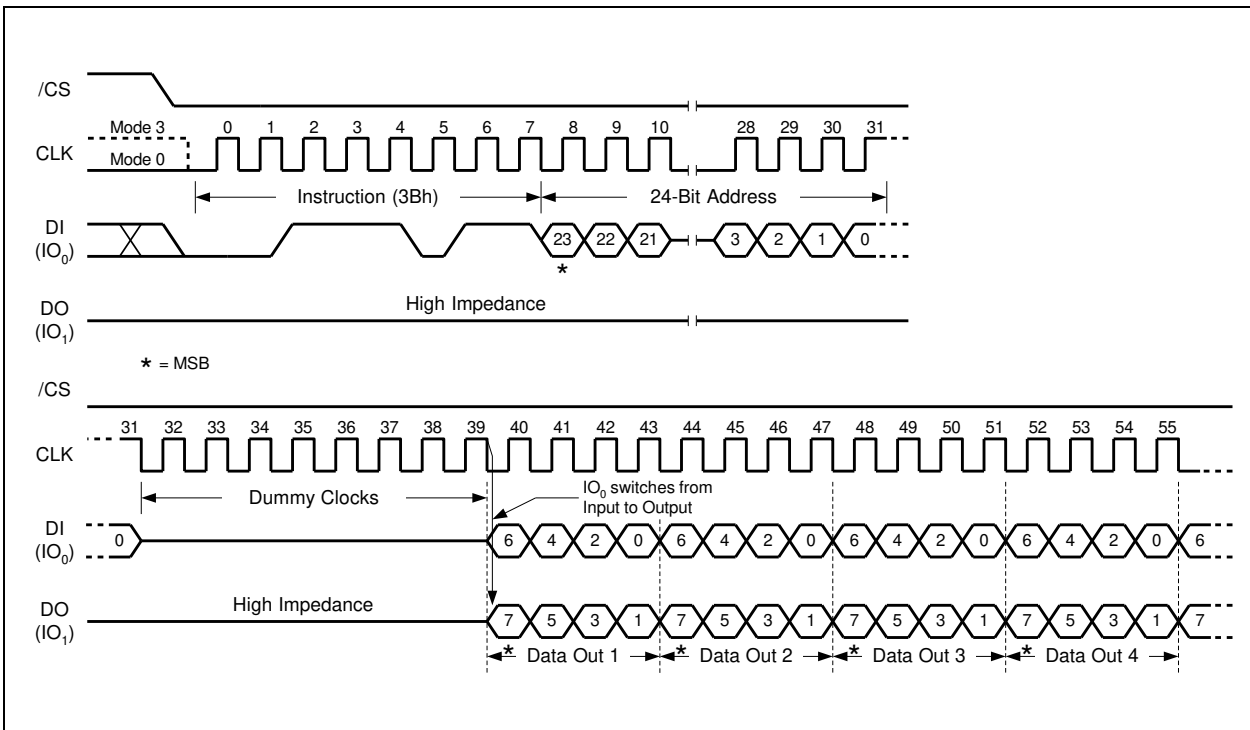 /CS
Mode 3 0 1 2 3 4 5 6 7 8 9 10 28 29 30 31
CLK
Mode 0
Instruction (3Bh) 24-Bit Address
DI
(IO0)
23 22 21 3 2 1 0
*
High Impedance
DO
(IO1)
* = MSB
/CS
31 32 33 34 35 36 37 38 39 40 41 42 43 44 45 46 47 48 49 50 51 52 53 54 55
CLK
Dummy Clocks
IO0 switches from
Input to Output
DI
(IO0)
0 6 4 2 0 6 4 2 0 6 4 2 0 6 4 2 0 6
High Impedance
DO
(IO1)
7 5 3 1 7 5 3 1 7 5 3 1 7 5 3 1 7
* Data Out 1 * Data Out 2 * Data Out 3 * Data Out 4